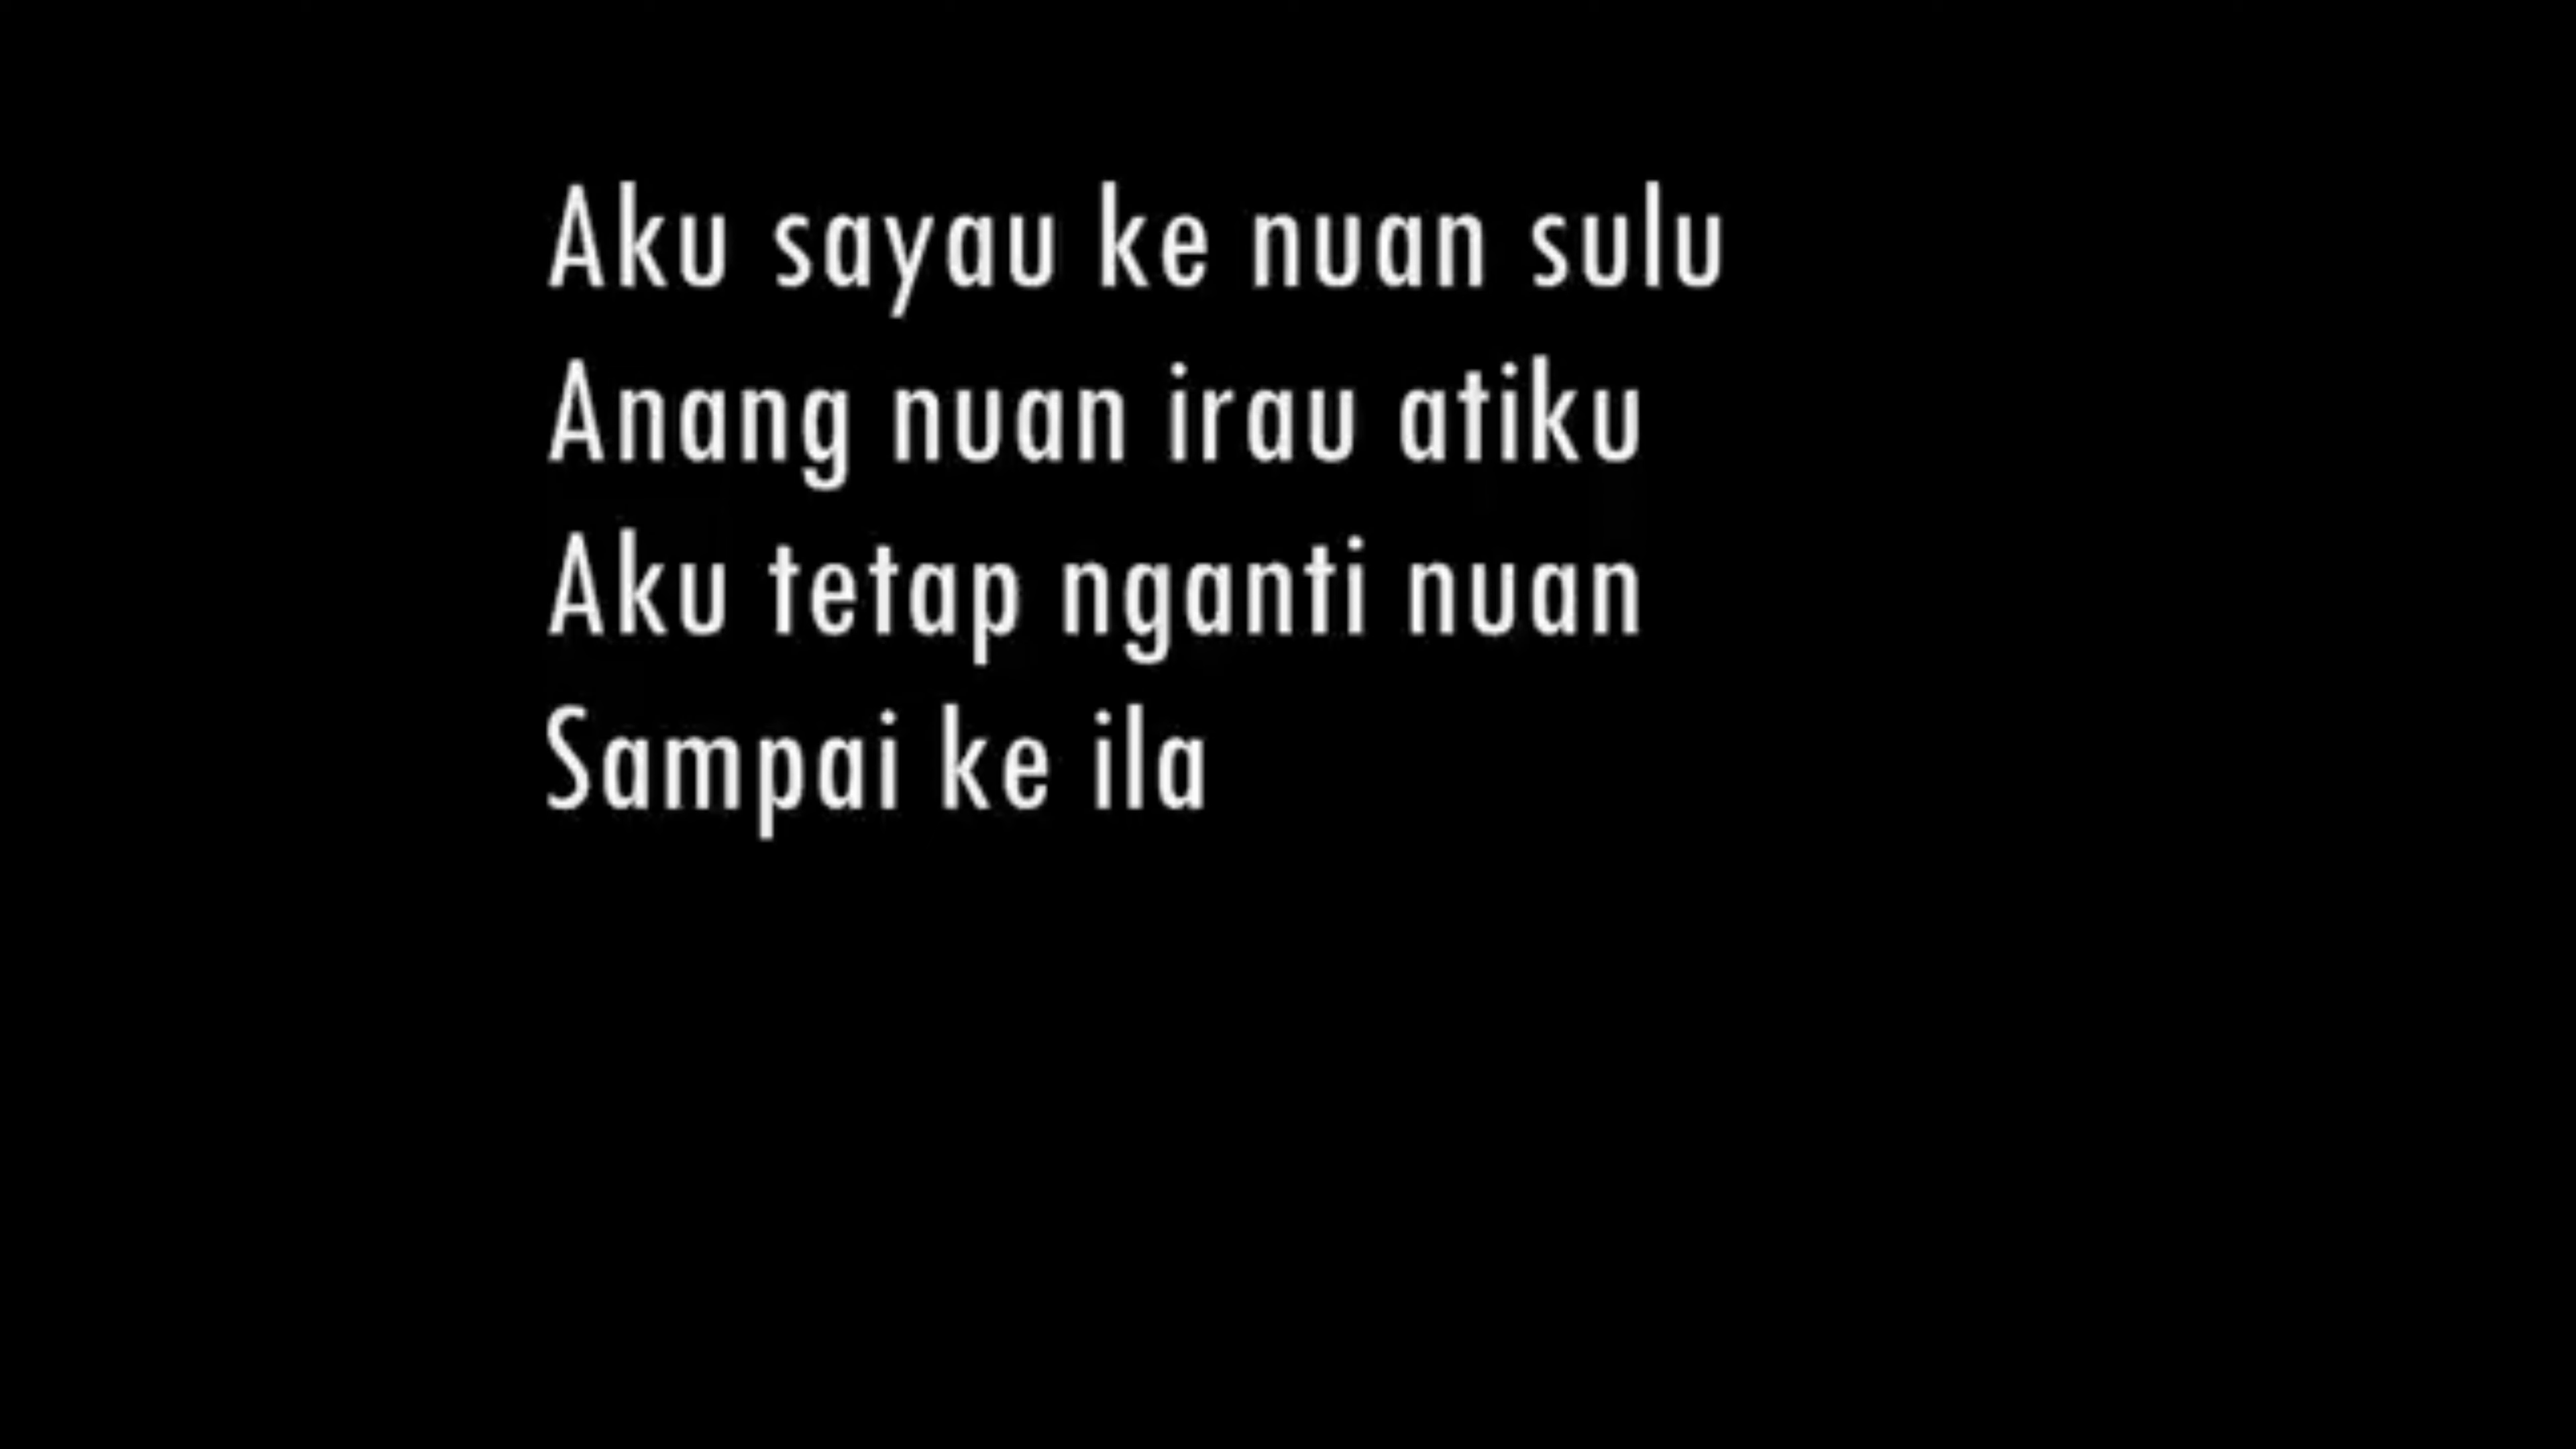 Aku sayau ke nuan sulu
Anang nuan irau atiku
Aku tetap nganti nuan
Sampai ke ila